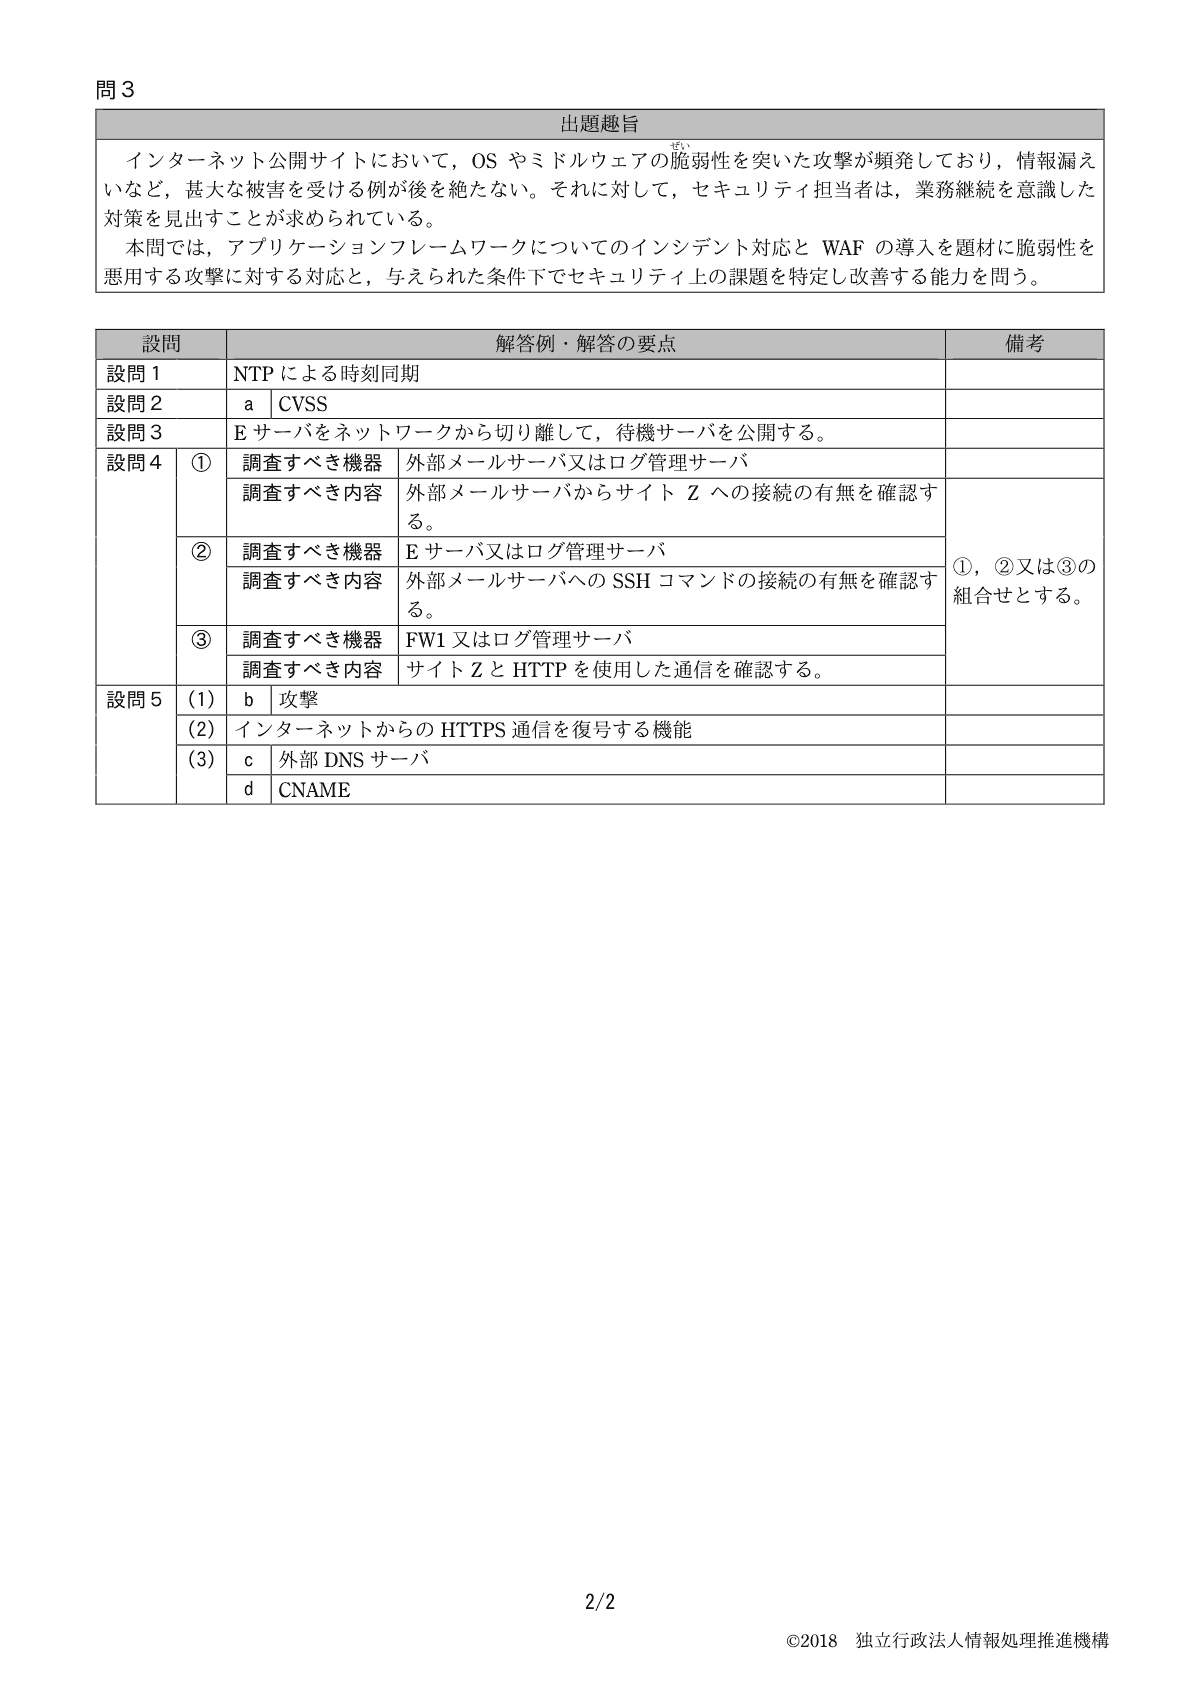 問3
出題趣旨
インターネット公開サイトにおいて，OS やミドルウェアの脆弱性を突いた攻撃が頻発しており，情報漏え
ぜい
いなど，甚大な被害を受ける例が後を絶たない。それに対して，セキュリティ担当者は，業務継続を意識した
対策を見出すことが求められている。
本問では，アプリケーションフレームワークについてのインシデント対応と WAF の導入を題材に脆弱性を
悪用する攻撃に対する対応と，与えられた条件下でセキュリティ上の課題を特定し改善する能力を問う。
設問 解答例・解答の要点 備考
設問1 NTP による時刻同期
設問2 a CVSS
設問3 E サーバをネットワークから切り離して，待機サーバを公開する。
設問4 ① 調査すべき機器 外部メールサーバ又はログ管理サーバ
調査すべき内容 外部メールサーバからサイト Z への接続の有無を確認す
る。
② 調査すべき機器 E サーバ又はログ管理サーバ
調査すべき内容 外部メールサーバへの SSH コマンドの接続の有無を確認す
る。
①，②又は③の
組合せとする。
③ 調査すべき機器 FW1 又はログ管理サーバ
調査すべき内容 サイト Z と HTTP を使用した通信を確認する。
設問5 (1) b 攻撃
(2) インターネットからの HTTPS 通信を復号する機能
(3) c 外部 DNS サーバ
d CNAME
2/2
©2018 独立行政法人情報処理推進機構